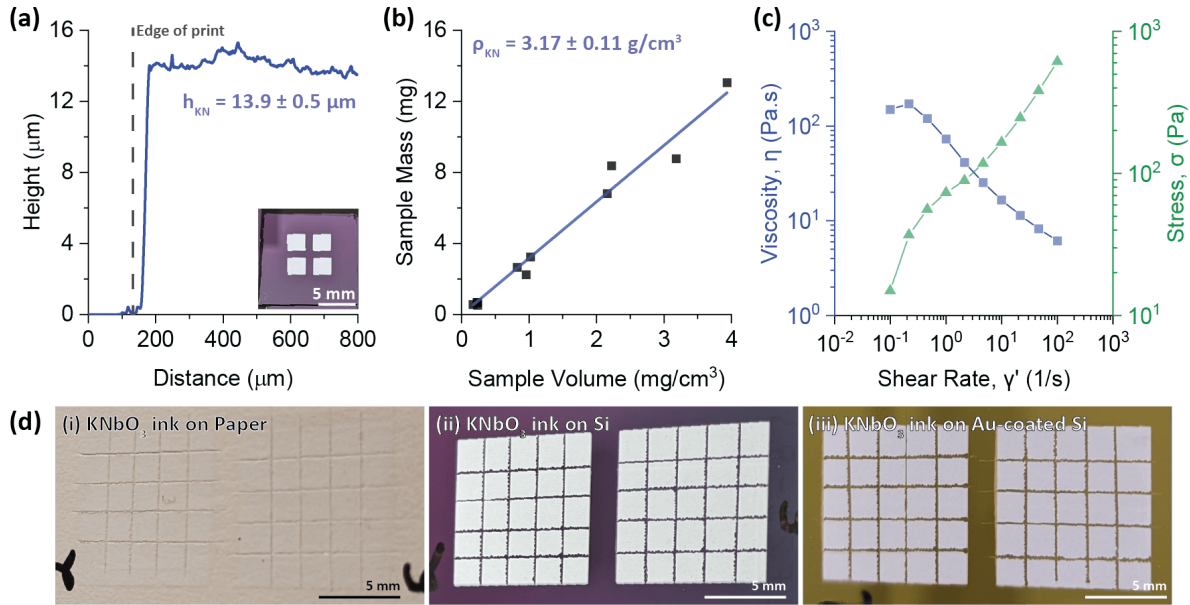 (a)
16
12
8
4
0
Height (µm)
Edge of print
h_KN = 13.9 ± 0.5 µm
5 mm
0 200 400 600 800
Distance (µm)
(b)
16
12
8
4
0
Sample Mass (mg)
ρ_KN = 3.17 ± 0.11 g/cm³
0 1 2 3 4
Sample Volume (mg/cm³)
(c)
10³
10²
10¹
10⁰
Viscosity, η (Pa.s)
10³
10²
10¹
Stress, σ (Pa)
10⁻² 10⁻¹ 10⁰ 10¹ 10² 10³
Shear Rate, γ' (1/s)
(d)
(i) KNbO₃ ink on Paper
5 mm
(ii) KNbO₃ ink on Si
5 mm
(iii) KNbO₃ ink on Au-coated Si
5 mm